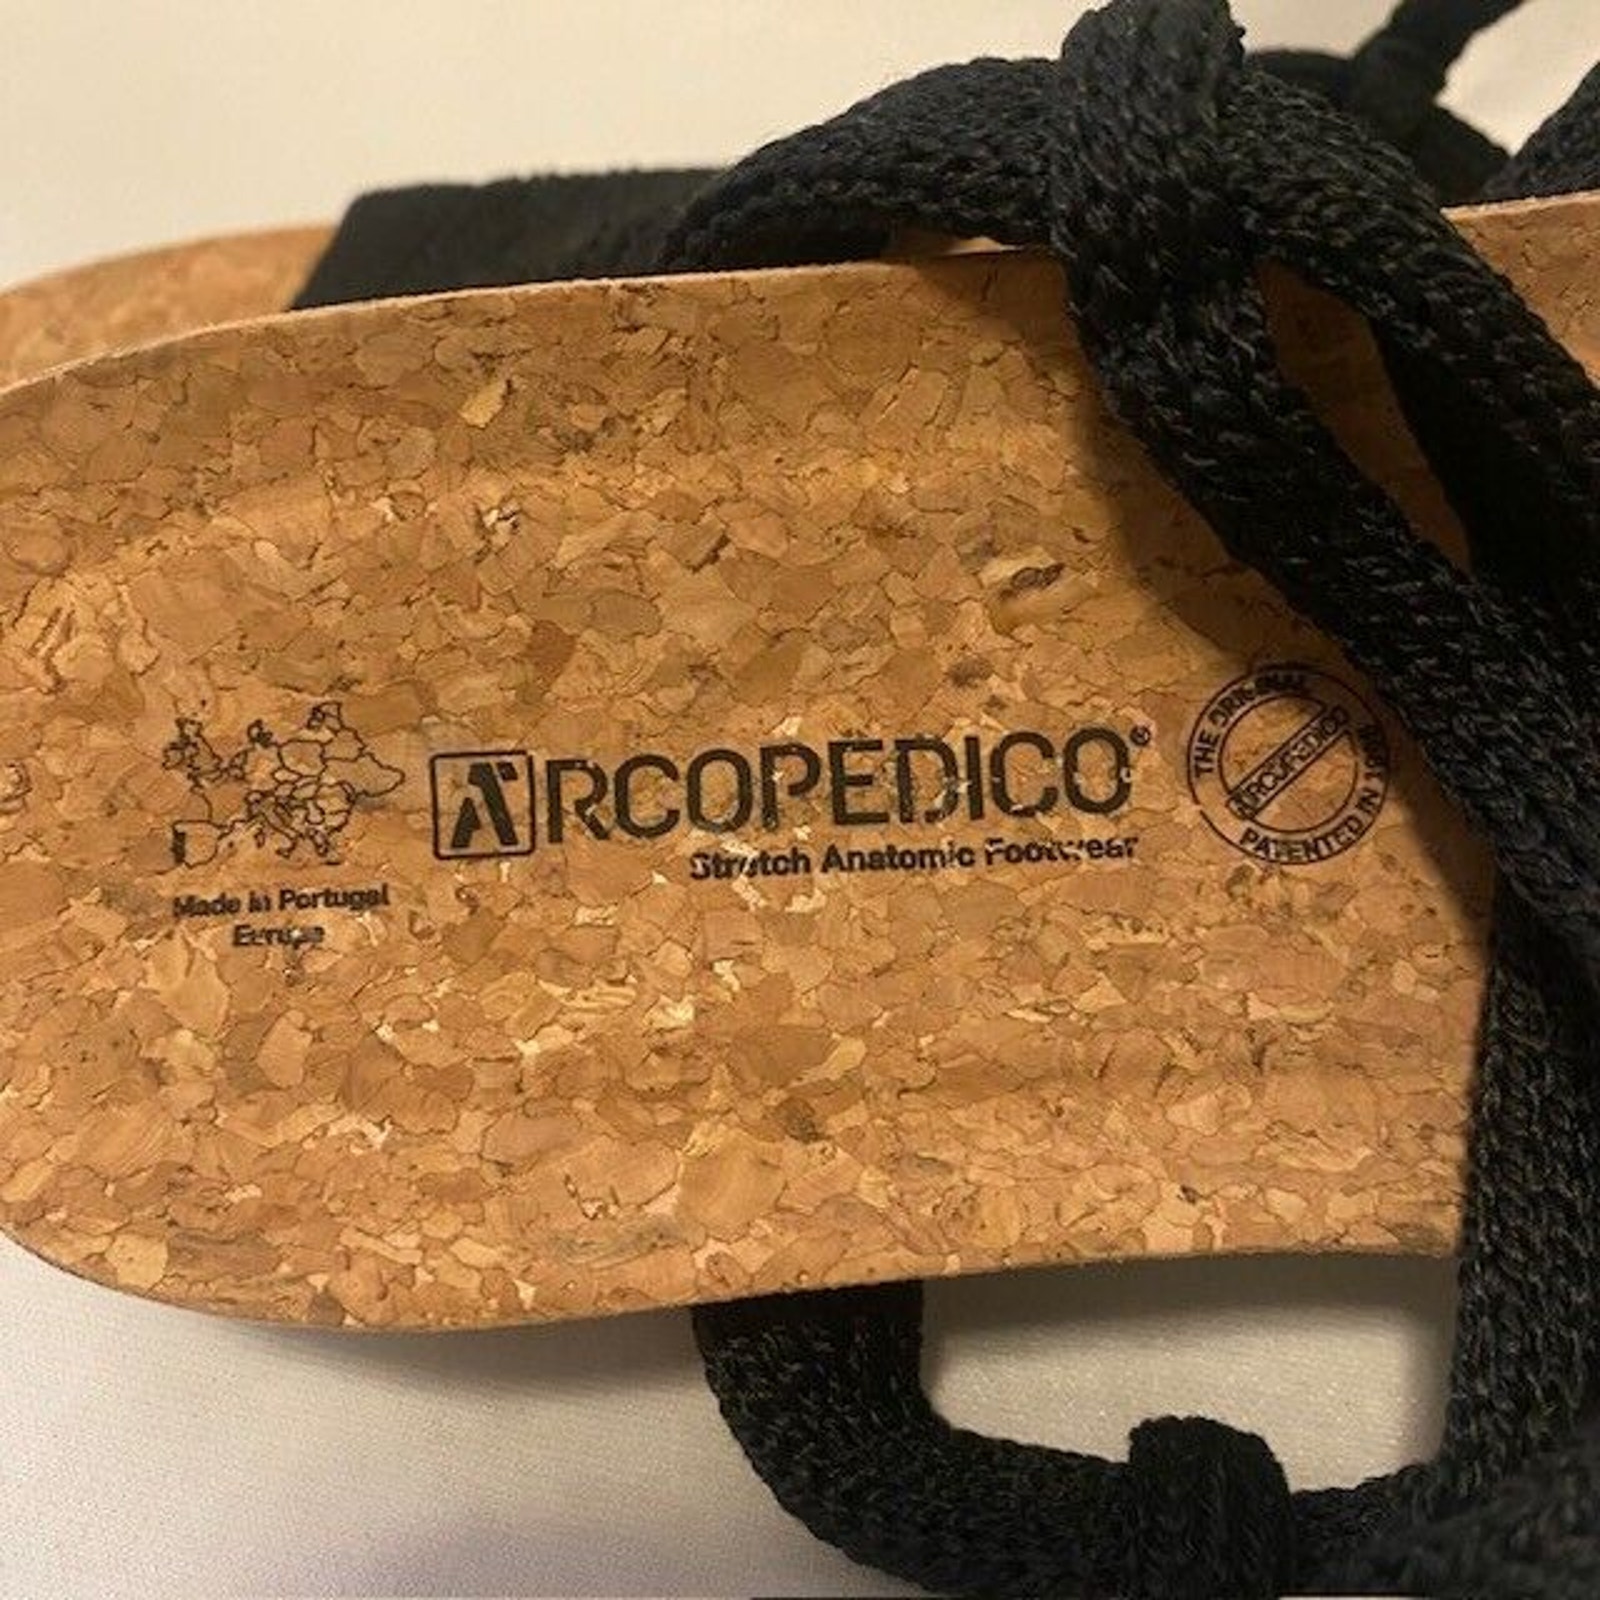 Made in Portugal
Europe
ARCOPEDICO®
Stretch Anatomic Footwear
THE ORIGINAL
ARCOPEDICO
PATENTED IN